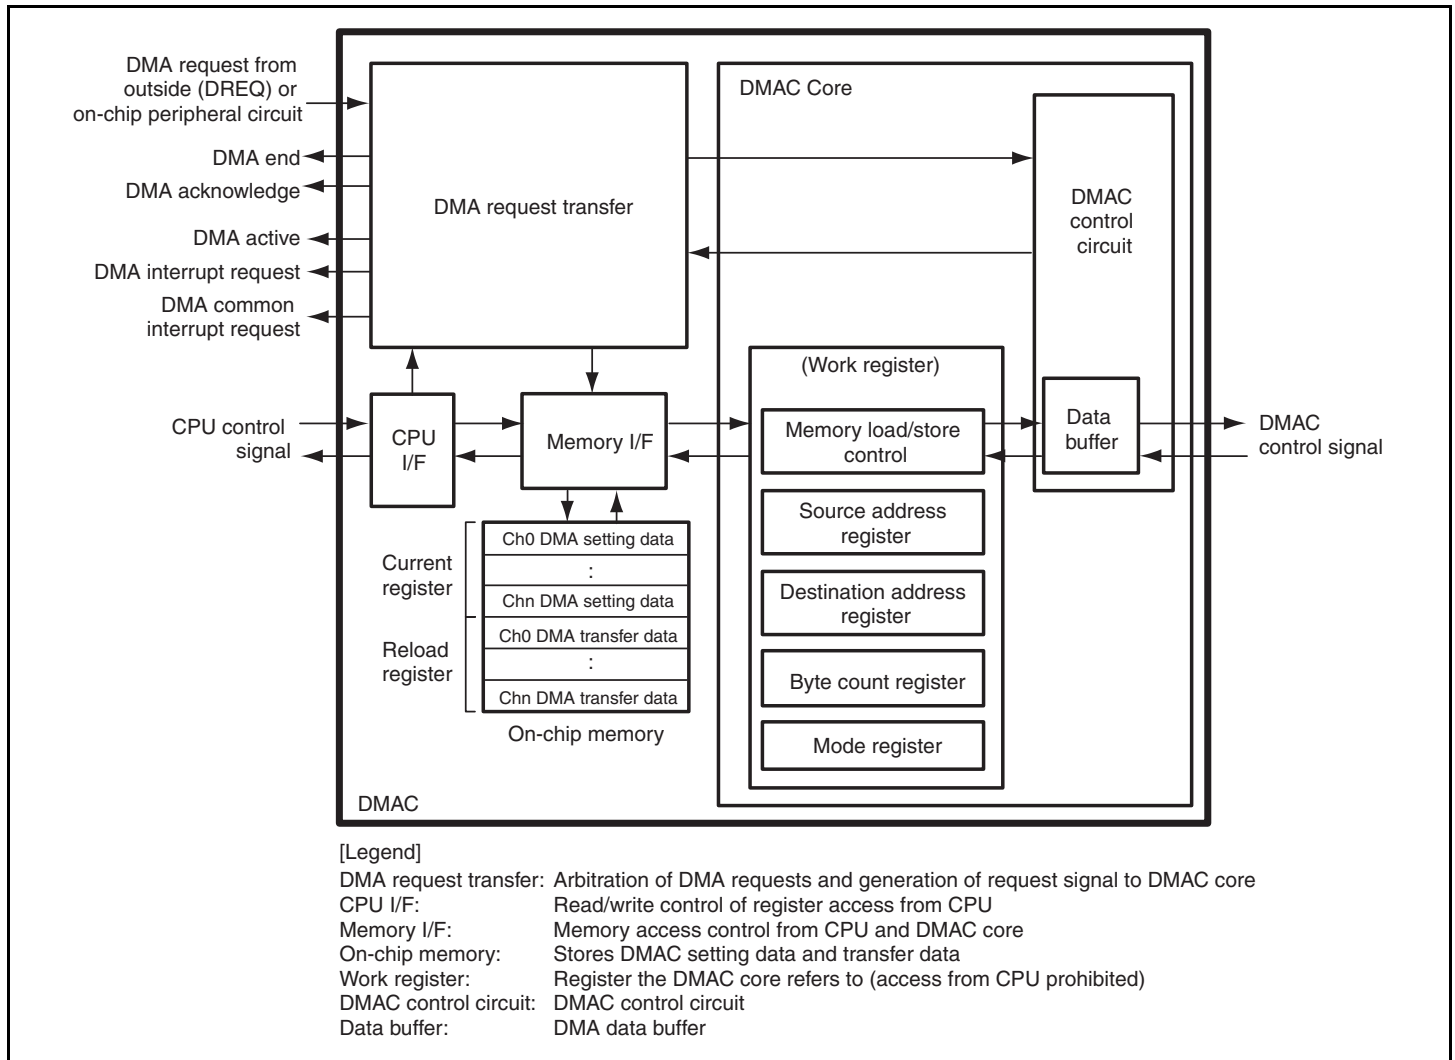 DMA request from
outside (DREQ) or
on-chip peripheral circuit
DMA end
DMA acknowledge
DMA active
DMA interrupt request
DMA common
interrupt request
CPU control
signal
DMA request transfer
CPU
I/F
Memory I/F
Current
register
Reload
register
Ch0 DMA setting data
:
Chn DMA setting data
Ch0 DMA transfer data
:
Chn DMA transfer data
On-chip memory
DMAC
DMAC Core
DMAC
control
circuit
(Work register)
Memory load/store
control
Source address
register
Destination address
register
Byte count register
Mode register
Data
buffer
DMAC
control signal
[Legend]
DMA request transfer: Arbitration of DMA requests and generation of request signal to DMAC core
CPU I/F: Read/write control of register access from CPU
Memory I/F: Memory access control from CPU and DMAC core
On-chip memory: Stores DMAC setting data and transfer data
Work register: Register the DMAC core refers to (access from CPU prohibited)
DMAC control circuit: DMAC control circuit
Data buffer: DMA data buffer